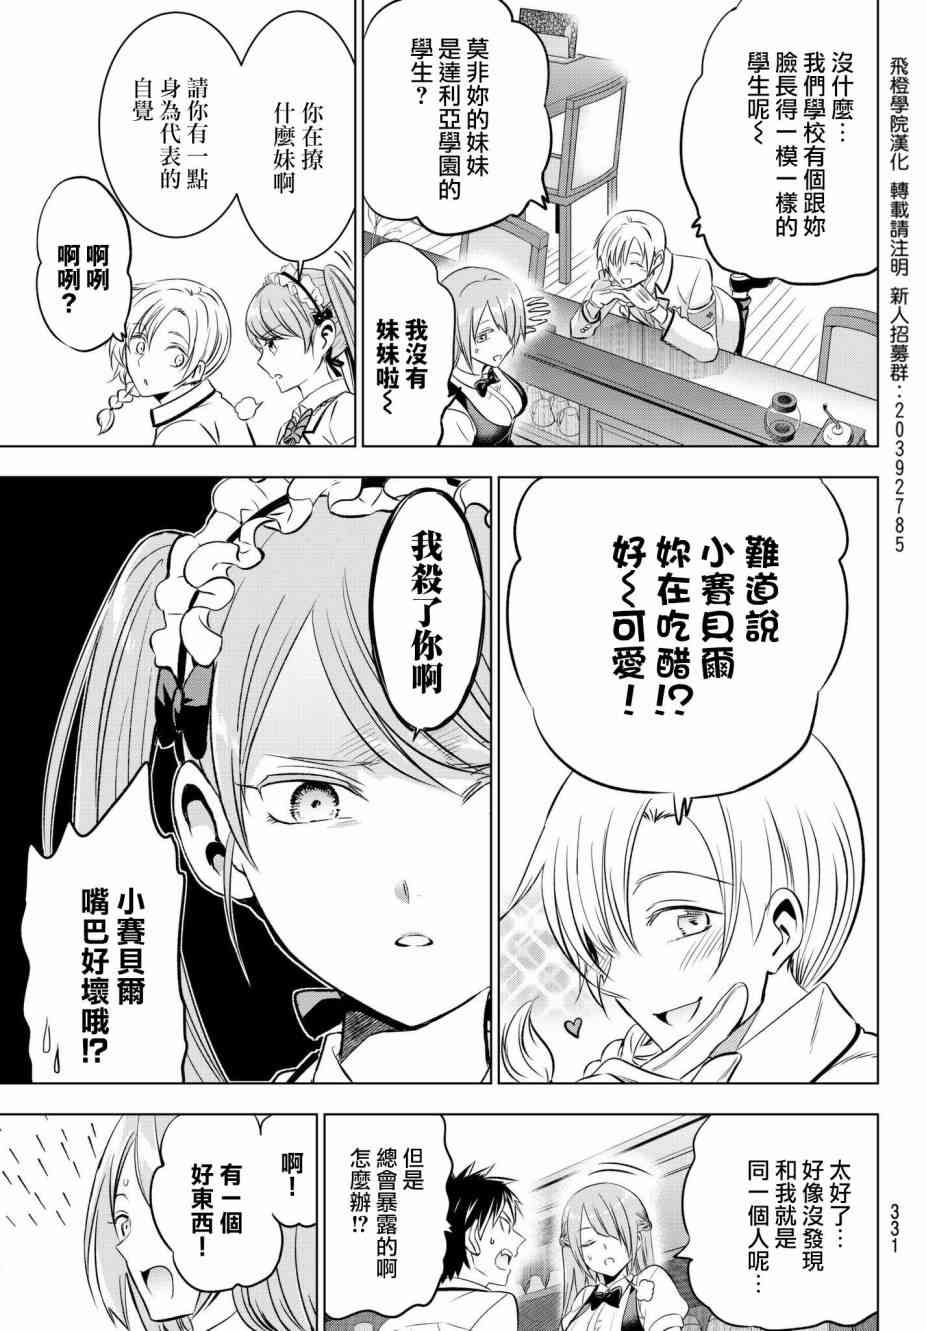 飛橙學院漢化 轉載請注明 新人招募群：203927785
沒什麼…
我們學校有個跟妳
臉長得一模一樣的
學生呢～
莫非妳的妹妹
是達利亞學園的
學生？
我沒有
妹妹啦～
你在撩
什麼妹啊
請你有一點
身為代表的
自覺
啊咧
啊咧？
難道說
小賽貝爾
妳在吃醋!?
好～可愛！
我殺了你啊
小賽貝爾
嘴巴好壞哦!?
太好了…
好像沒發現
和我就是
同一個人呢…
但是
總會暴露的啊
怎麼辦!?
啊！
有一個
好東西！
331